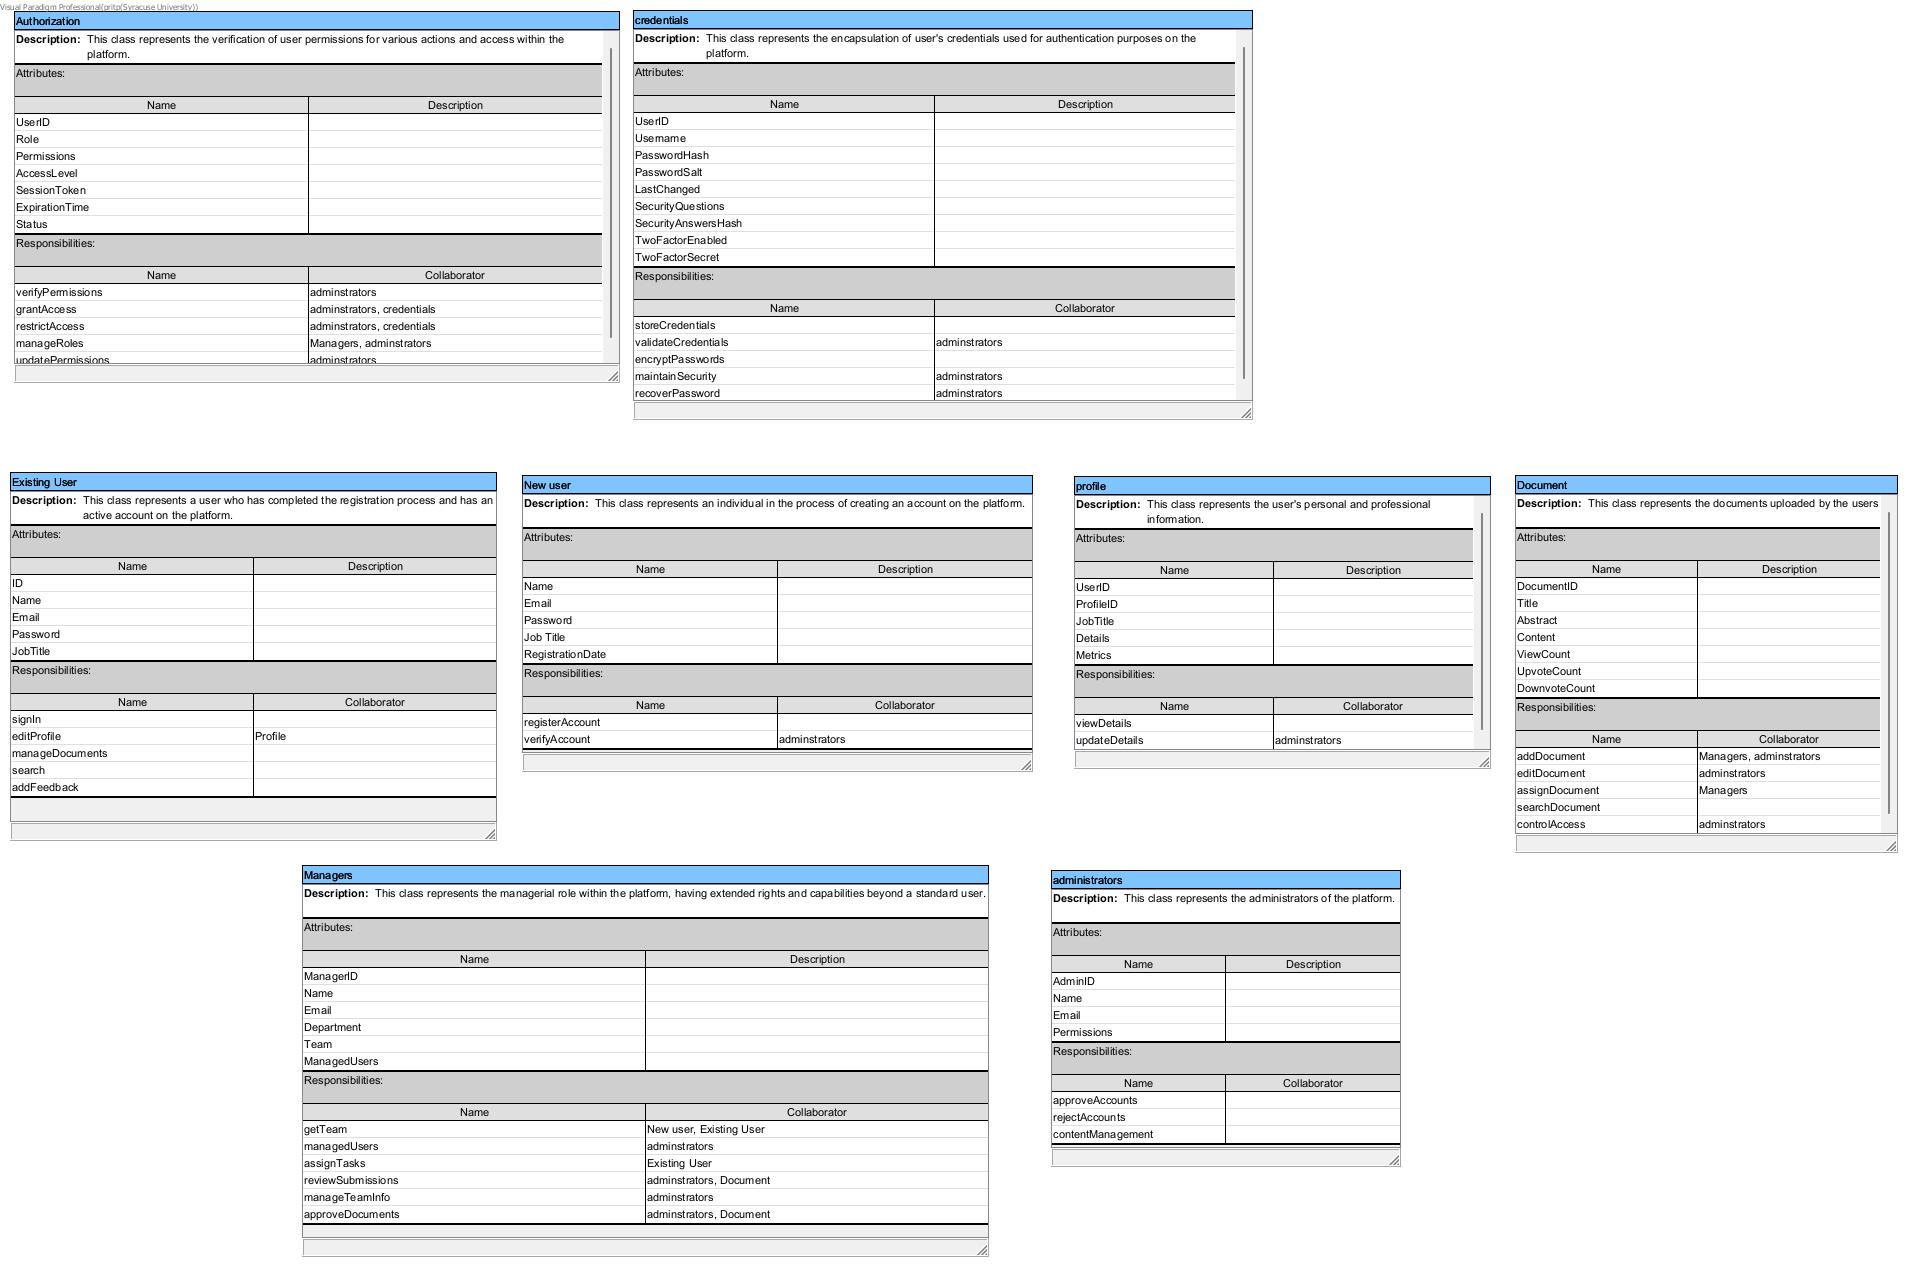 Visual Paradigm Professional(pritp(Syracuse University))
Authorization
Description: This class represents the verification of user permissions for various actions and access within the
platform.
Attributes:
Name Description
UserID
Role
Permissions
AccessLevel
SessionToken
ExpirationTime
Status
Responsibilities:
Name Collaborator
verifyPermissions adminstrators
grantAccess adminstrators, credentials
restrictAccess adminstrators, credentials
manageRoles Managers, adminstrators
updatePermissions adminstrators
credentials
Description: This class represents the encapsulation of user's credentials used for authentication purposes on the
platform.
Attributes:
Name Description
UserID
Username
PasswordHash
PasswordSalt
LastChanged
SecurityQuestions
SecurityAnswersHash
TwoFactorEnabled
TwoFactorSecret
Responsibilities:
Name Collaborator
storeCredentials
validateCredentials adminstrators
encryptPasswords
maintainSecurity adminstrators
recoverPassword adminstrators
Existing User
Description: This class represents a user who has completed the registration process and has an
active account on the platform.
Attributes:
Name Description
ID
Name
Email
Password
JobTitle
Responsibilities:
Name Collaborator
signIn
editProfile Profile
manageDocuments
search
addFeedback
New user
Description: This class represents an individual in the process of creating an account on the platform.
Attributes:
Name Description
Name
Email
Password
Job Title
RegistrationDate
Responsibilities:
Name Collaborator
registerAccount
verifyAccount adminstrators
profile
Description: This class represents the user's personal and professional
information.
Attributes:
Name Description
UserID
ProfileID
JobTitle
Details
Metrics
Responsibilities:
Name Collaborator
viewDetails
updateDetails adminstrators
Document
Description: This class represents the documents uploaded by the users
Attributes:
Name Description
DocumentID
Title
Abstract
Content
ViewCount
UpvoteCount
DownvoteCount
Responsibilities:
Name Collaborator
addDocument Managers, adminstrators
editDocument adminstrators
assignDocument Managers
searchDocument
controlAccess adminstrators
Managers
Description: This class represents the managerial role within the platform, having extended rights and capabilities beyond a standard user.
Attributes:
Name Description
ManagerID
Name
Email
Department
Team
ManagedUsers
Responsibilities:
Name Collaborator
getTeam New user, Existing User
managedUsers adminstrators
assignTasks Existing User
reviewSubmissions adminstrators, Document
manageTeamInfo adminstrators
approveDocuments adminstrators, Document
administrators
Description: This class represents the administrators of the platform.
Attributes:
Name Description
AdminID
Name
Email
Permissions
Responsibilities:
Name Collaborator
approveAccounts
rejectAccounts
contentManagement